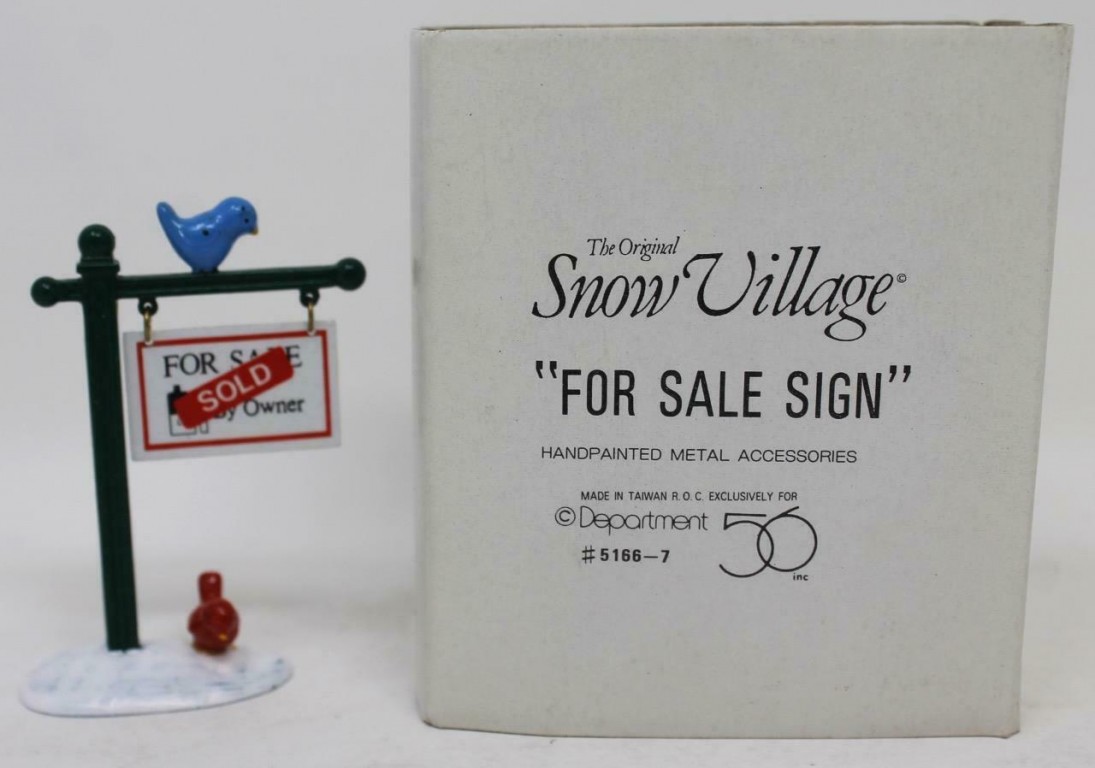 FOR SALE
SOLD
By Owner
The Original
Snow Village©
"FOR SALE SIGN"
HANDPAINTED METAL ACCESSORIES
MADE IN TAIWAN R.O.C. EXCLUSIVELY FOR
© Department 56 inc
#5166-7